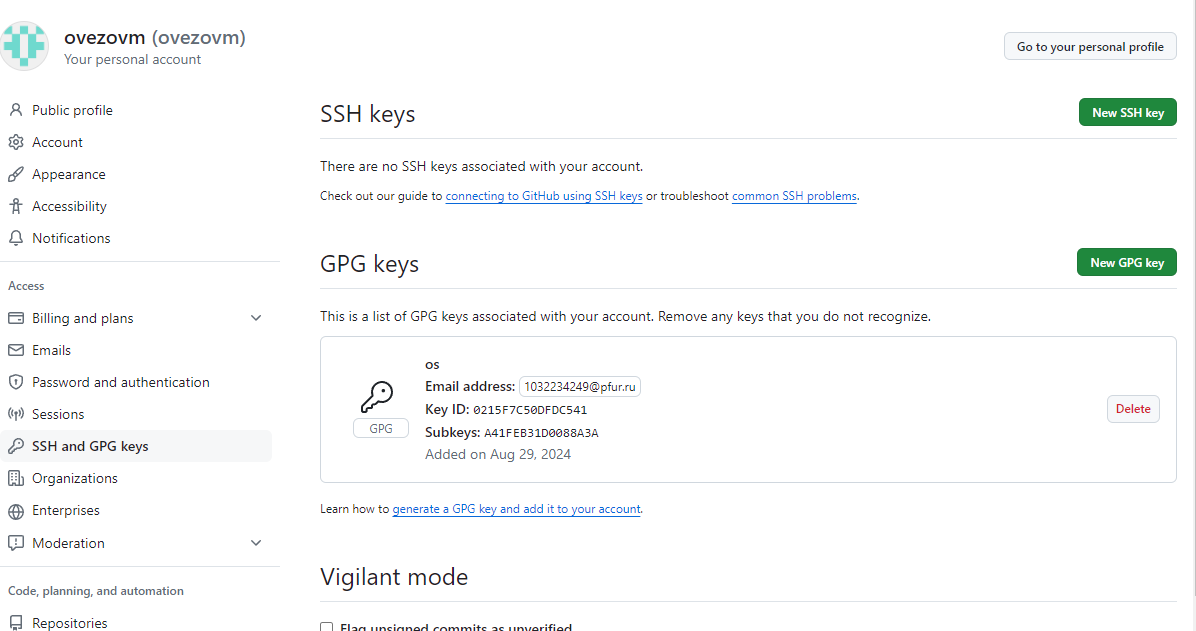 ovezovm (ovezovm)
Your personal account
Go to your personal profile
Public profile
Account
Appearance
Accessibility
Notifications
Access
Billing and plans
Emails
Password and authentication
Sessions
SSH and GPG keys
Organizations
Enterprises
Moderation
Code, planning, and automation
Repositories
SSH keys
New SSH key
There are no SSH keys associated with your account.
Check out our guide to connecting to GitHub using SSH keys or troubleshoot common SSH problems.
GPG keys
New GPG key
This is a list of GPG keys associated with your account. Remove any keys that you do not recognize.
GPG
os
Email address: 1032234249@pfur.ru
Key ID: 0215F7C50DFDC541
Subkeys: A41FEB31D0088A3A
Added on Aug 29, 2024
Delete
Learn how to generate a GPG key and add it to your account.
Vigilant mode
Flag unsigned commits as unverified